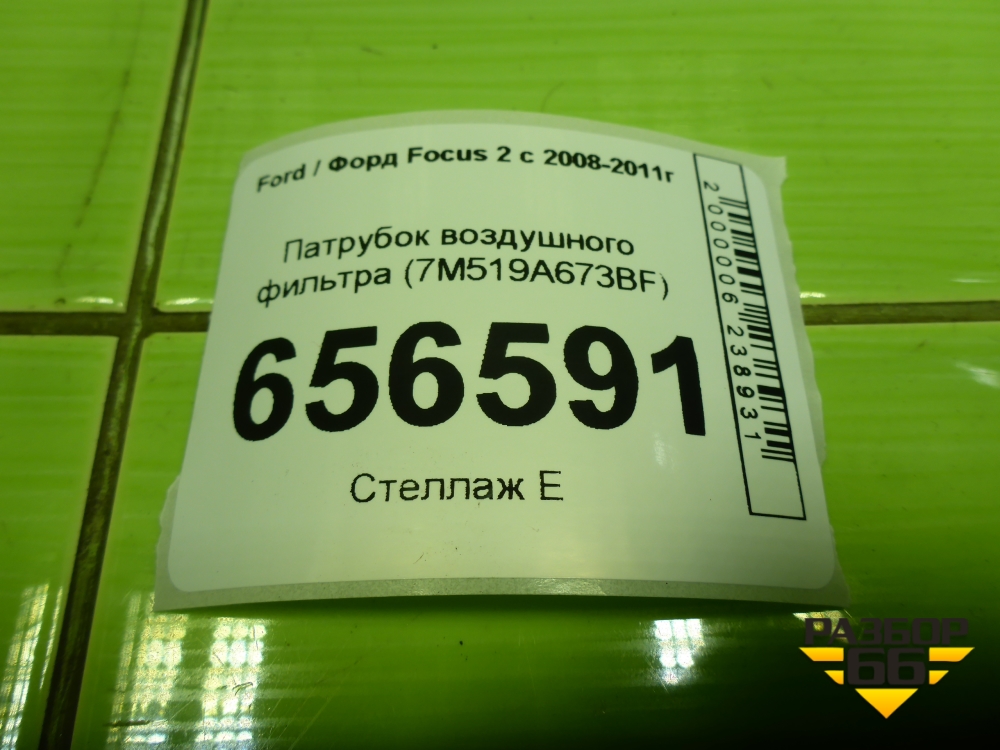 Ford / Форд Focus 2 с 2008-2011г
Патрубок воздушного
фильтра (7M519A673BF)
656591
Стеллаж Е
2000006238931
РАЗБОР
66